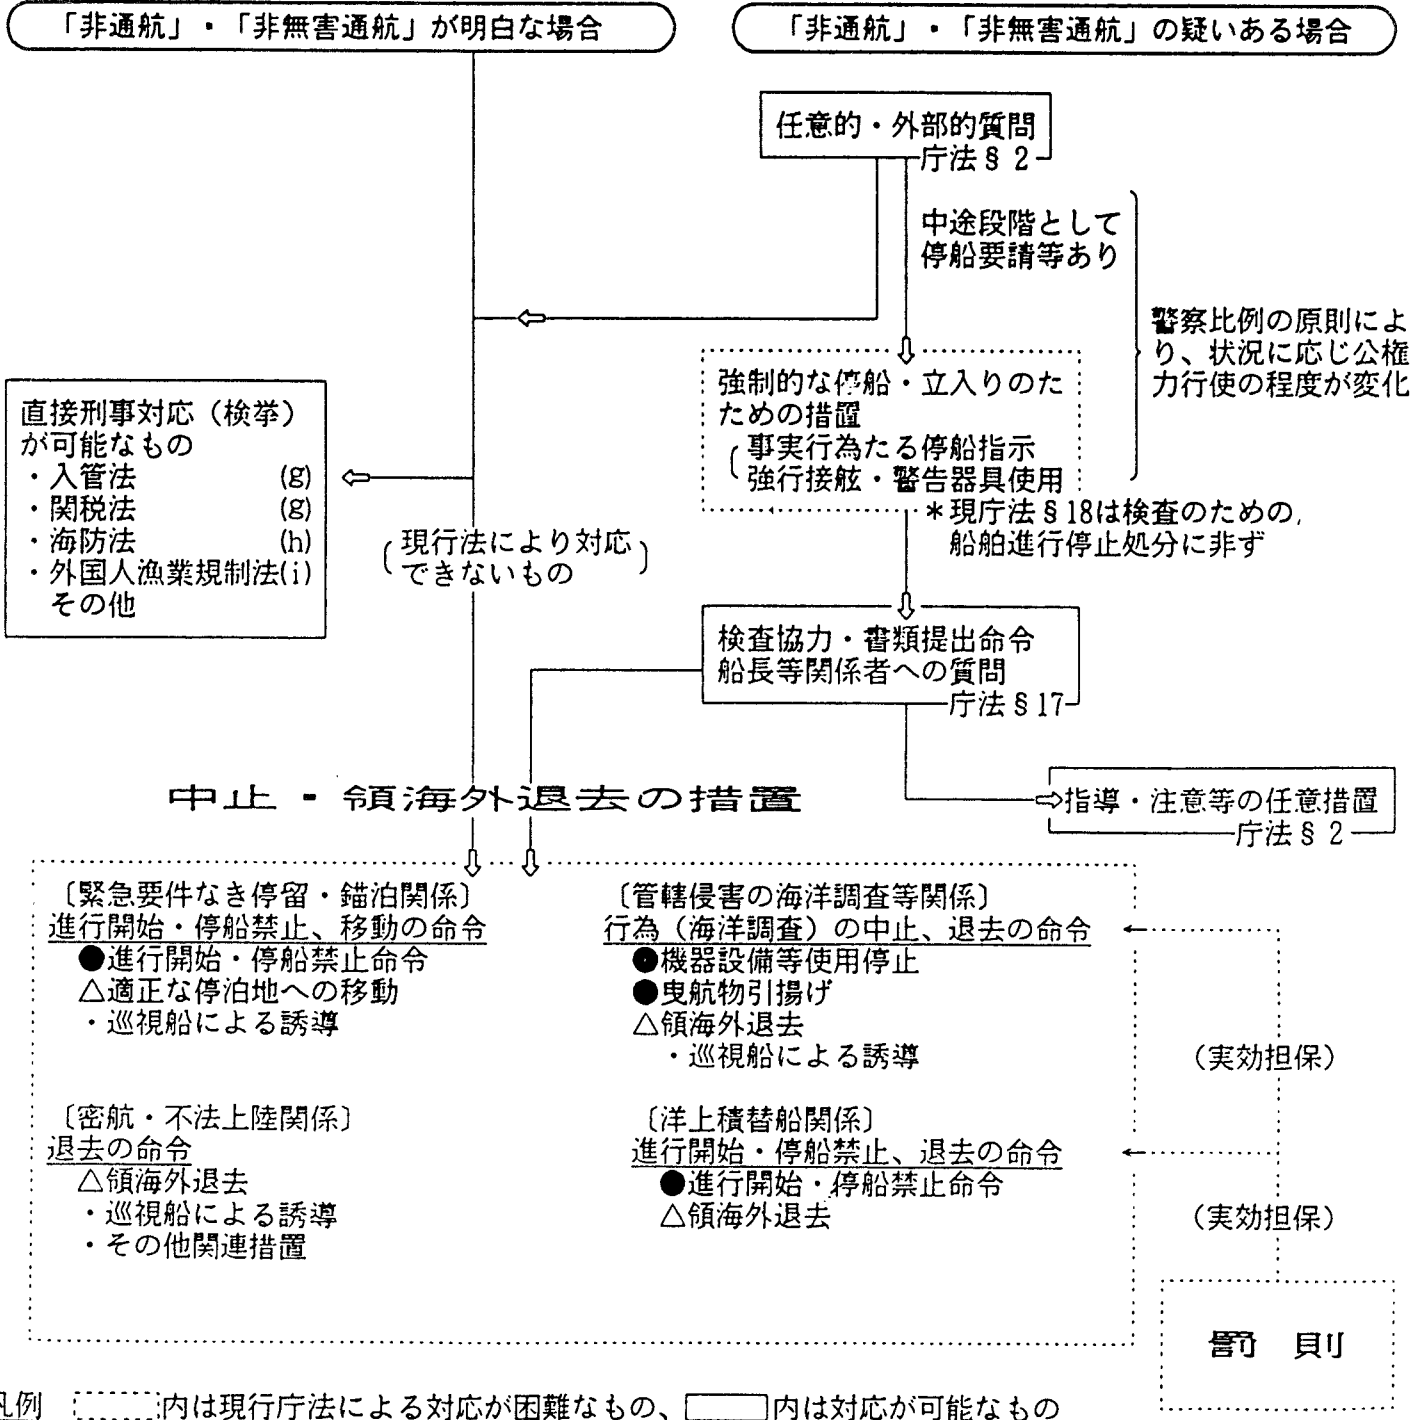 「非通航」・「非無害通航」が明白な場合
「非通航」・「非無害通航」の疑いある場合
任意的・外部的質問
庁法§2
中途段階として
停船要請等あり
警察比例の原則によ
り、状況に応じ公権
力行使の程度が変化
強制的な停船・立入りのた
ための措置
事実行為たる停船指示
強行接舷・警告器具使用
＊現庁法§18は検査のための
船舶進行停止処分に非ず
直接刑事対応（検挙）
が可能なもの
・入管法 (g)
・関税法 (g)
・海防法 (h)
・外国人漁業規制法(i)
その他
（現行法により対応
できないもの）
検査協力・書類提出命令
船長等関係者への質問
庁法§17
指導・注意等の任意措置
庁法§2
中止・領海外退去の措置
〔緊急要件なき停留・錨泊関係〕
進行開始・停船禁止、移動の命令
●進行開始・停船禁止命令
△適正な停泊地への移動
・巡視船による誘導
〔管轄侵害の海洋調査等関係〕
行為（海洋調査）の中止、退去の命令
●機器設備等使用停止
●曳航物引揚げ
△領海外退去
・巡視船による誘導
（実効担保）
〔密航・不法上陸関係〕
退去の命令
△領海外退去
・巡視船による誘導
・その他関連措置
〔洋上積替船関係〕
進行開始・停船禁止、退去の命令
●進行開始・停船禁止命令
△領海外退去
（実効担保）
罰則
凡例 内は現行庁法による対応が困難なもの、内は対応が可能なもの